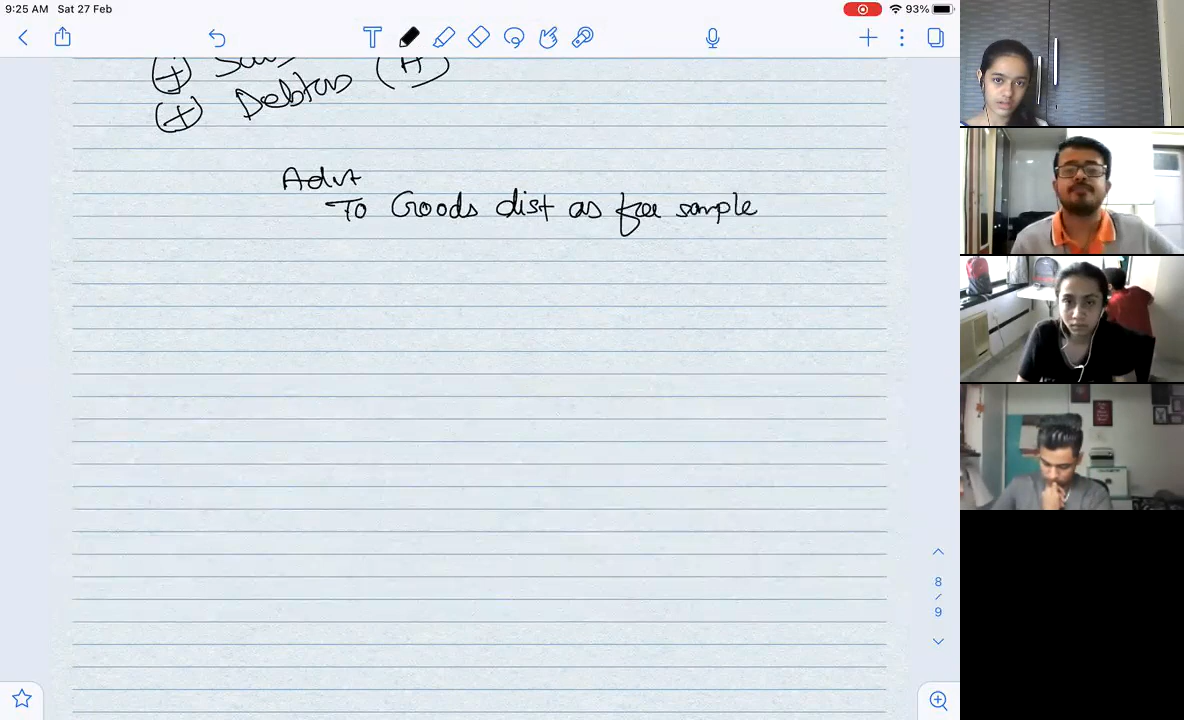 9:25 AM Sat 27 Feb
93%
T
(+)
(+) Debtors (A)
Advt
To Goods dist as free sample
8
/
9